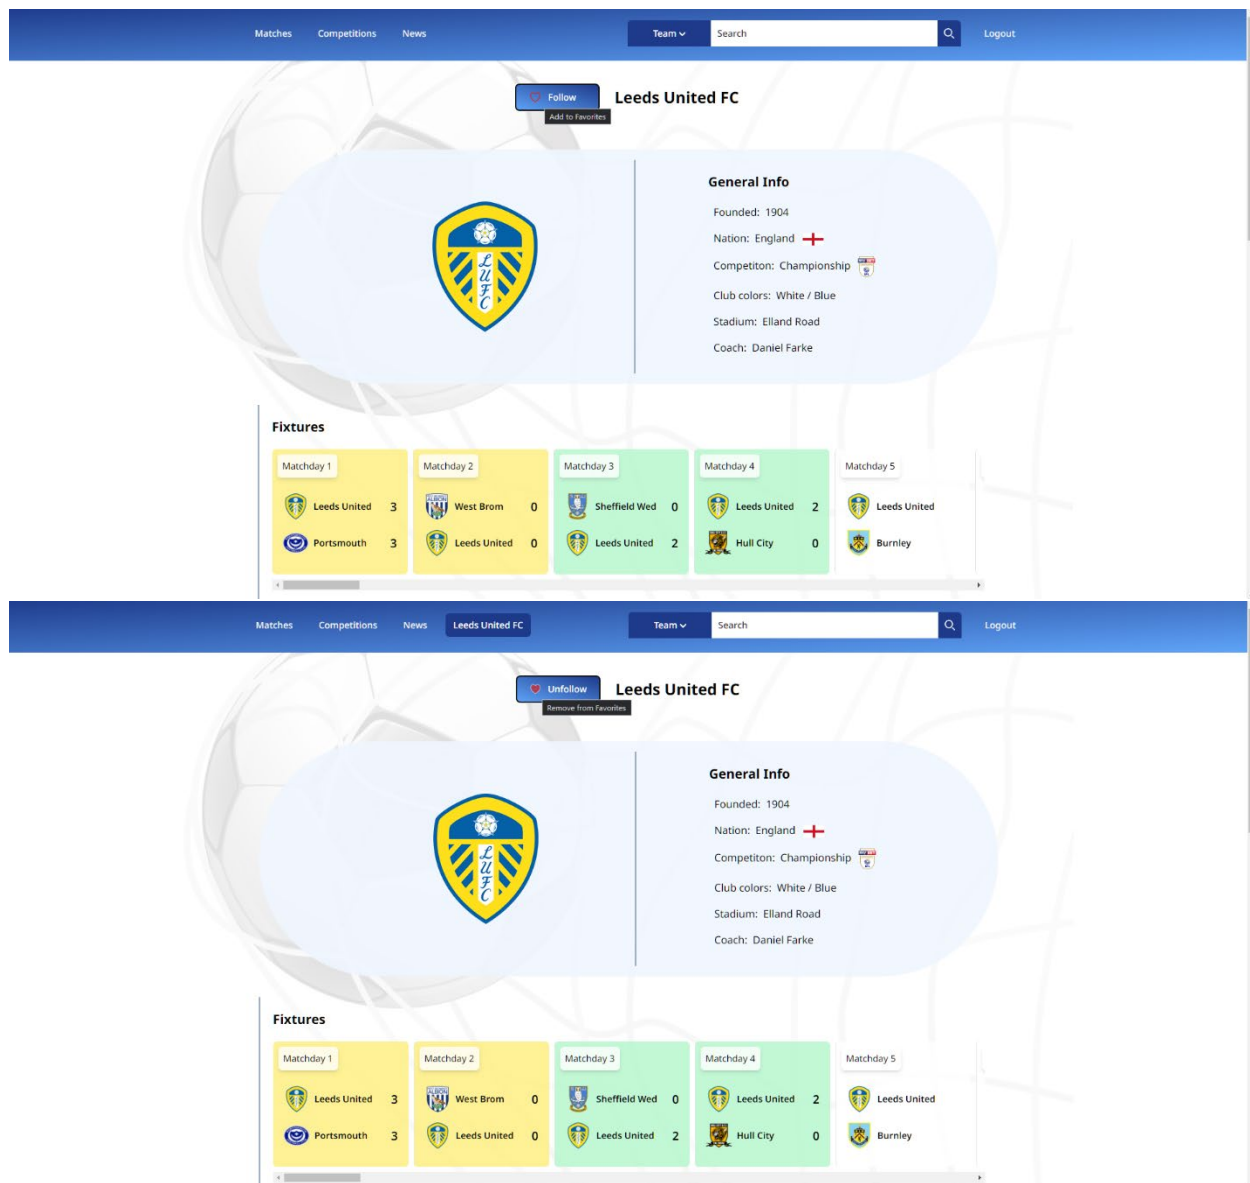 Matches Competitions News Team Search Logout
Follow Leeds United FC
Add to Favorites
General Info
Founded: 1904
Nation: England
Competiton: Championship
Club colors: White / Blue
Stadium: Elland Road
Coach: Daniel Farke
LUFC
Fixtures
Matchday 1 Matchday 2 Matchday 3 Matchday 4 Matchday 5
Leeds United 3 West Brom 0 Sheffield Wed 0 Leeds United 2 Leeds United
Portsmouth 3 Leeds United 0 Leeds United 2 Hull City 0 Burnley
Matches Competitions News Leeds United FC Team Search Logout
Unfollow Leeds United FC
Remove from Favorites
General Info
Founded: 1904
Nation: England
Competiton: Championship
Club colors: White / Blue
Stadium: Elland Road
Coach: Daniel Farke
LUFC
Fixtures
Matchday 1 Matchday 2 Matchday 3 Matchday 4 Matchday 5
Leeds United 3 West Brom 0 Sheffield Wed 0 Leeds United 2 Leeds United
Portsmouth 3 Leeds United 0 Leeds United 2 Hull City 0 Burnley